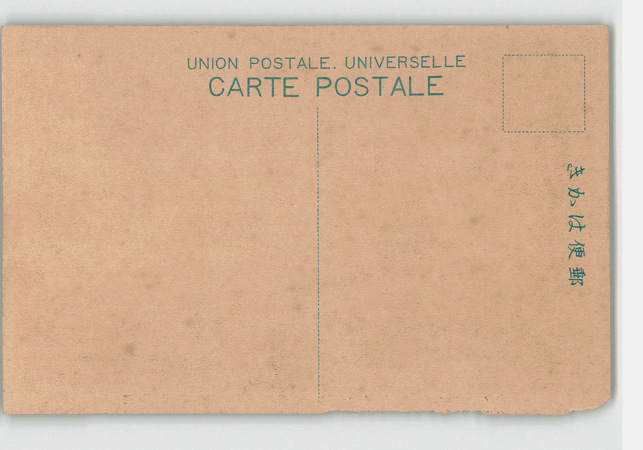 UNION POSTALE. UNIVERSELLE
CARTE POSTALE
きかは便郵